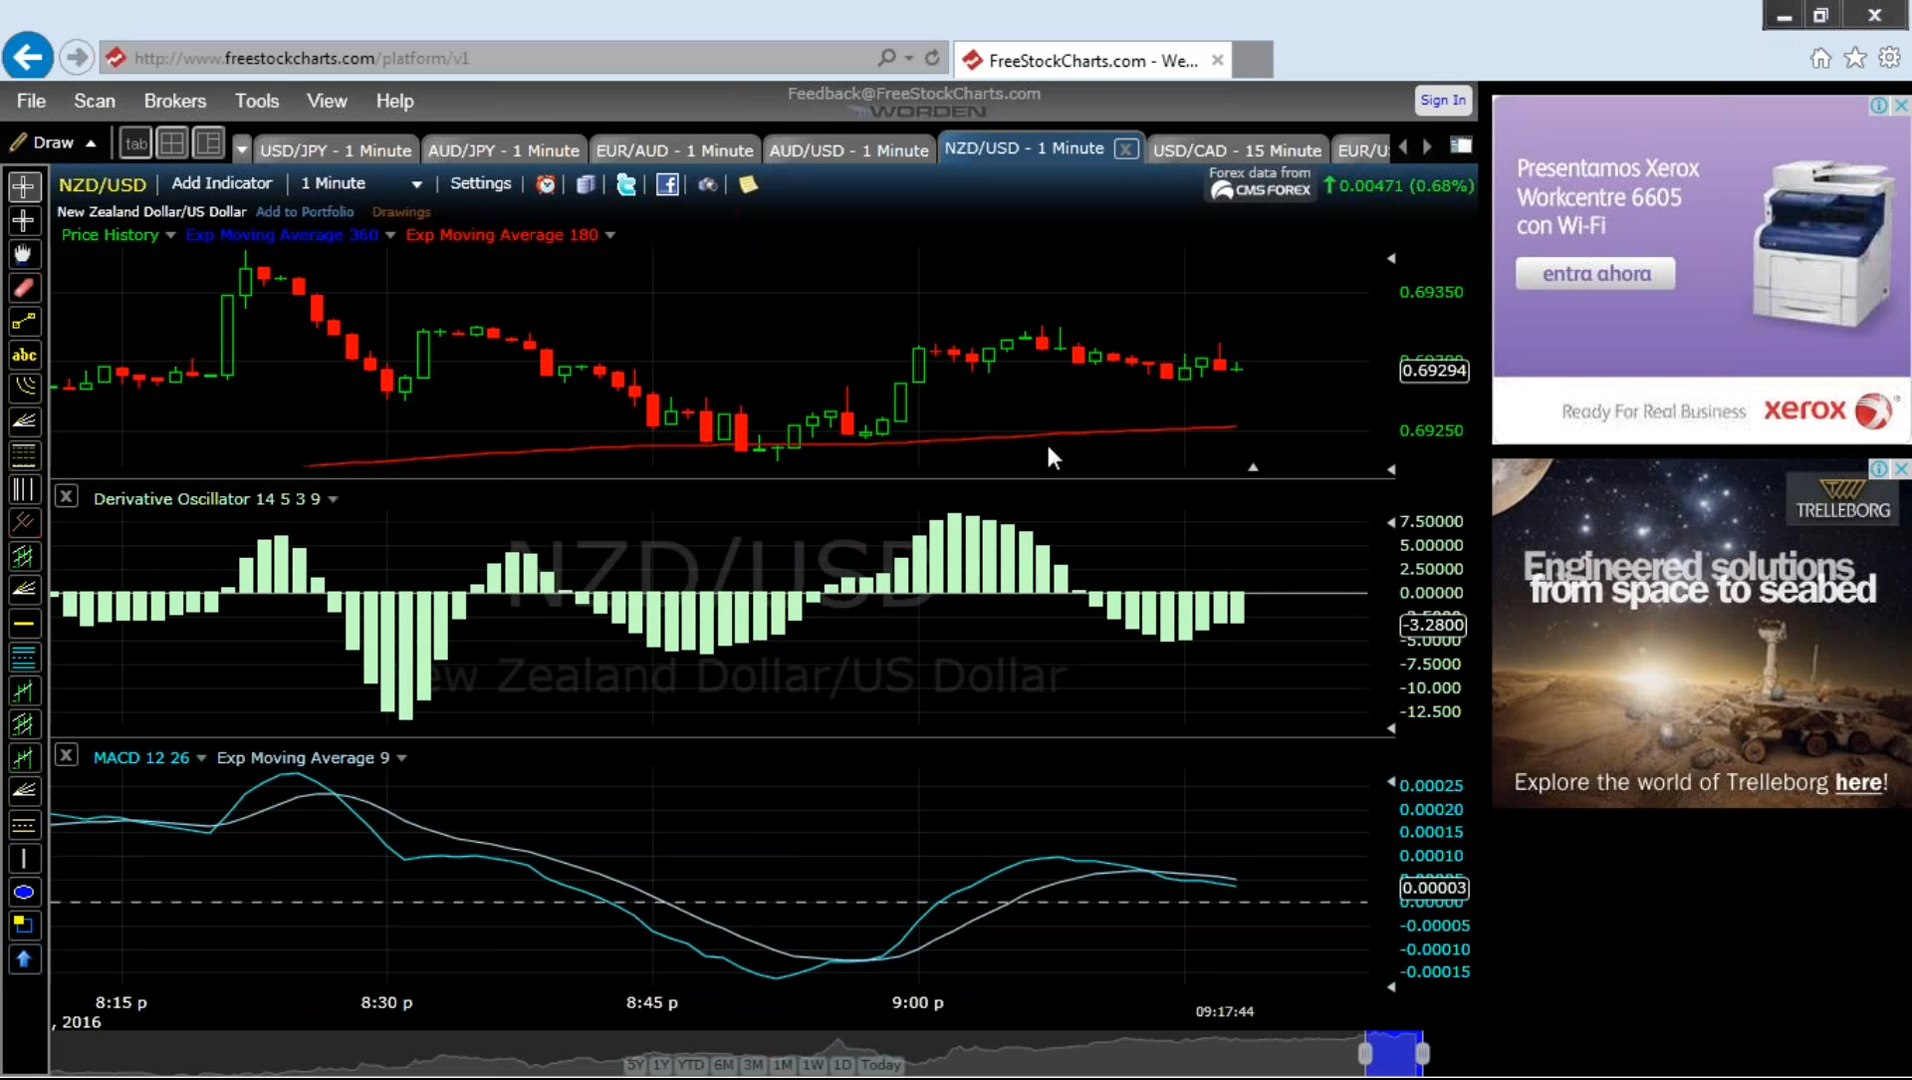 http://www.freestockcharts.com/platform/v1
FreeStockCharts.com - We...
File Scan Brokers Tools View Help
Feedback@FreeStockCharts.com
WORDEN
Sign In
Draw
tab
USD/JPY - 1 Minute
AUD/JPY - 1 Minute
EUR/AUD - 1 Minute
AUD/USD - 1 Minute
NZD/USD - 1 Minute
USD/CAD - 15 Minute
EUR/U
NZD/USD Add Indicator 1 Minute Settings
Forex data from
CMS FOREX
0.00471 (0.68%)
New Zealand Dollar/US Dollar Add to Portfolio Drawings
Price History Exp Moving Average 360 Exp Moving Average 180
abc
0.69350
0.69294
0.69250
Derivative Oscillator 14 5 3 9
NZD/USD
New Zealand Dollar/US Dollar
7.50000
5.00000
2.50000
0.00000
-3.2800
-5.0000
-7.5000
-10.000
-12.500
MACD 12 26 Exp Moving Average 9
0.00025
0.00020
0.00015
0.00010
0.00003
0.00000
-0.00005
-0.00010
-0.00015
8:15 p 8:30 p 8:45 p 9:00 p 09:17:44
, 2016
5Y 1Y YTD 6M 3M 1M 1W 1D Today
Presentamos Xerox
Workcentre 6605
con Wi-Fi
entra ahora
Ready For Real Business xerox
TRELLEBORG
Engineered solutions
from space to seabed
Explore the world of Trelleborg here!